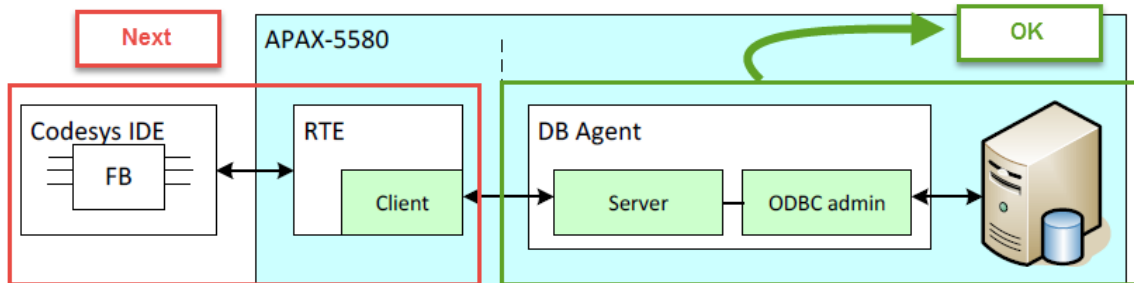 Next
APAX-5580
OK
Codesys IDE
FB
RTE
Client
DB Agent
Server
ODBC admin